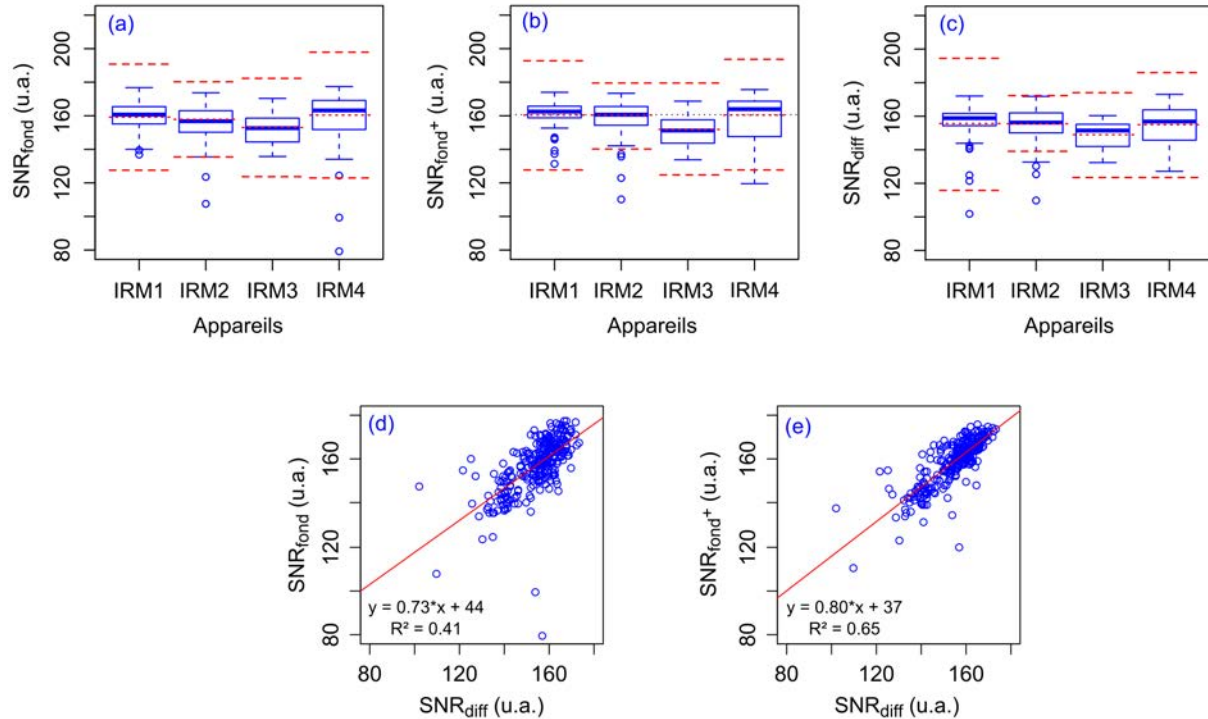 (a)
SNRfond (u.a.)
80 120 160 200
IRM1 IRM2 IRM3 IRM4
Appareils
(b)
SNRfond+ (u.a.)
80 120 160 200
IRM1 IRM2 IRM3 IRM4
Appareils
(c)
SNRdiff (u.a.)
80 120 160 200
IRM1 IRM2 IRM3 IRM4
Appareils
(d)
SNRfond (u.a.)
80 120 160
y = 0.73*x + 44
R² = 0.41
80 120 160
SNRdiff (u.a.)
(e)
SNRfond+ (u.a.)
80 120 160
y = 0.80*x + 37
R² = 0.65
80 120 160
SNRdiff (u.a.)